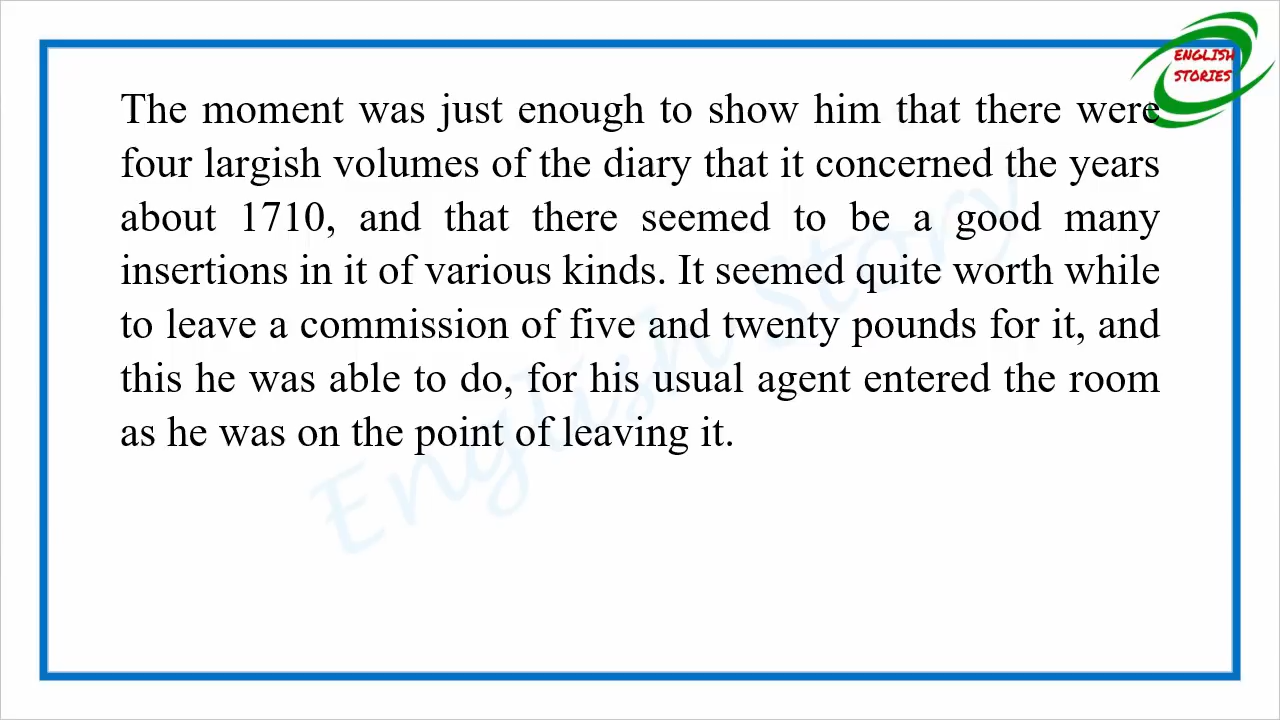 ENGLISH
STORIES
The moment was just enough to show him that there were
four largish volumes of the diary that it concerned the years
about 1710, and that there seemed to be a good many
insertions in it of various kinds. It seemed quite worth while
to leave a commission of five and twenty pounds for it, and
this he was able to do, for his usual agent entered the room
as he was on the point of leaving it.
English Story